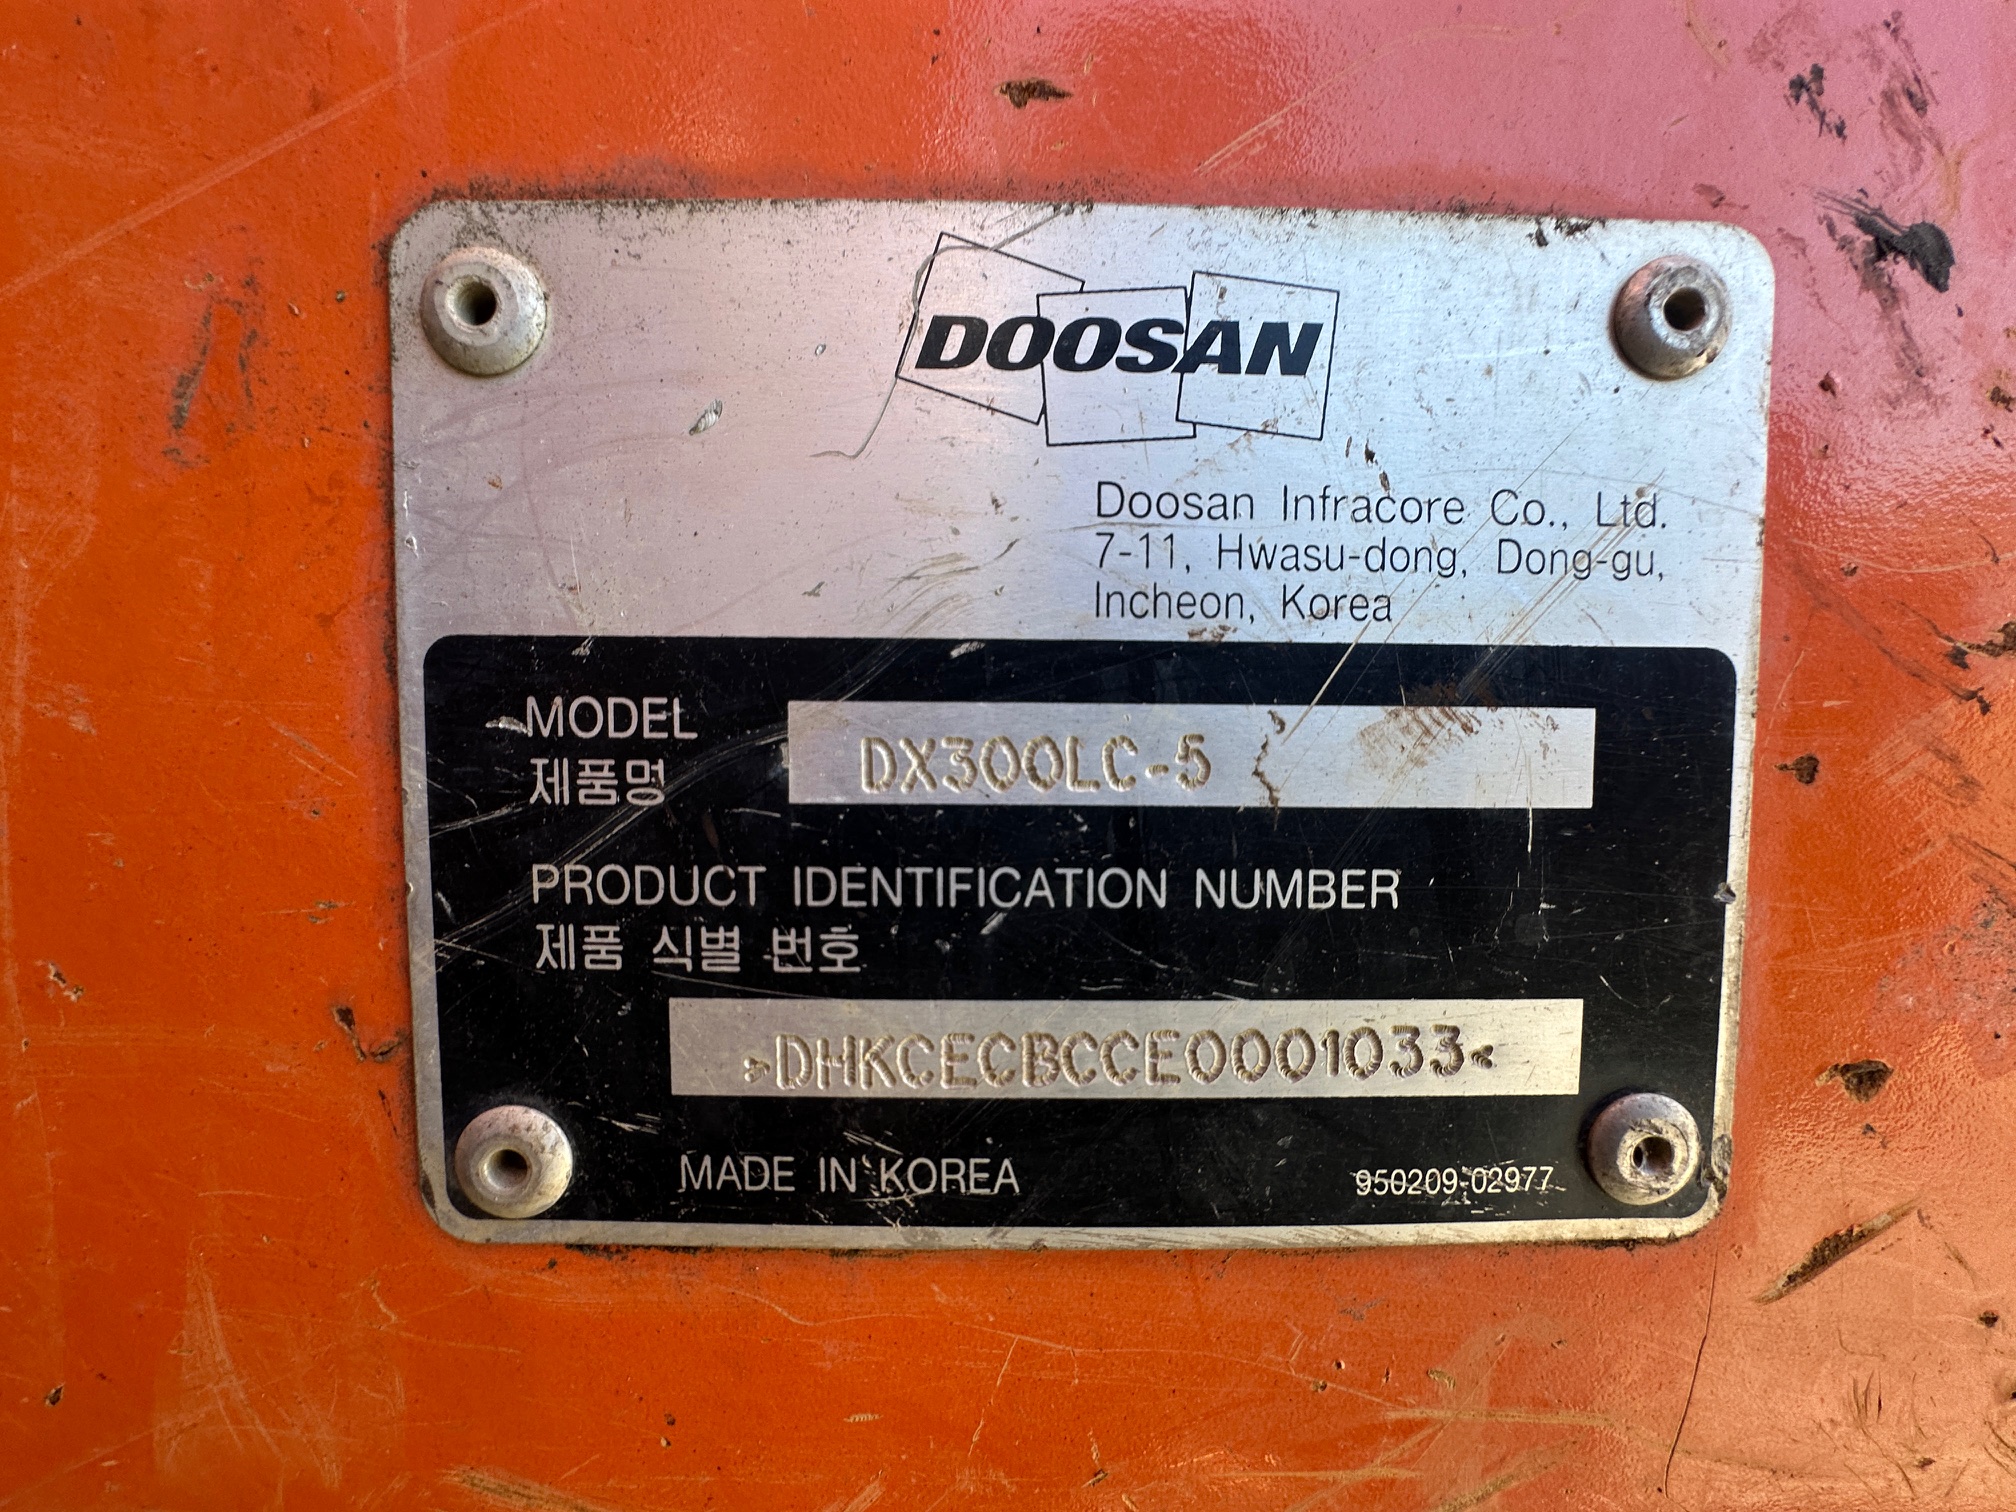 DOOSAN
Doosan Infracore Co., Ltd.
7-11, Hwasu-dong, Dong-gu,
Incheon, Korea
MODEL
제품명
DX300LC-5
PRODUCT IDENTIFICATION NUMBER
제품 식별 번호
DHKCECBCCE0001033
MADE IN KOREA
950209-02977